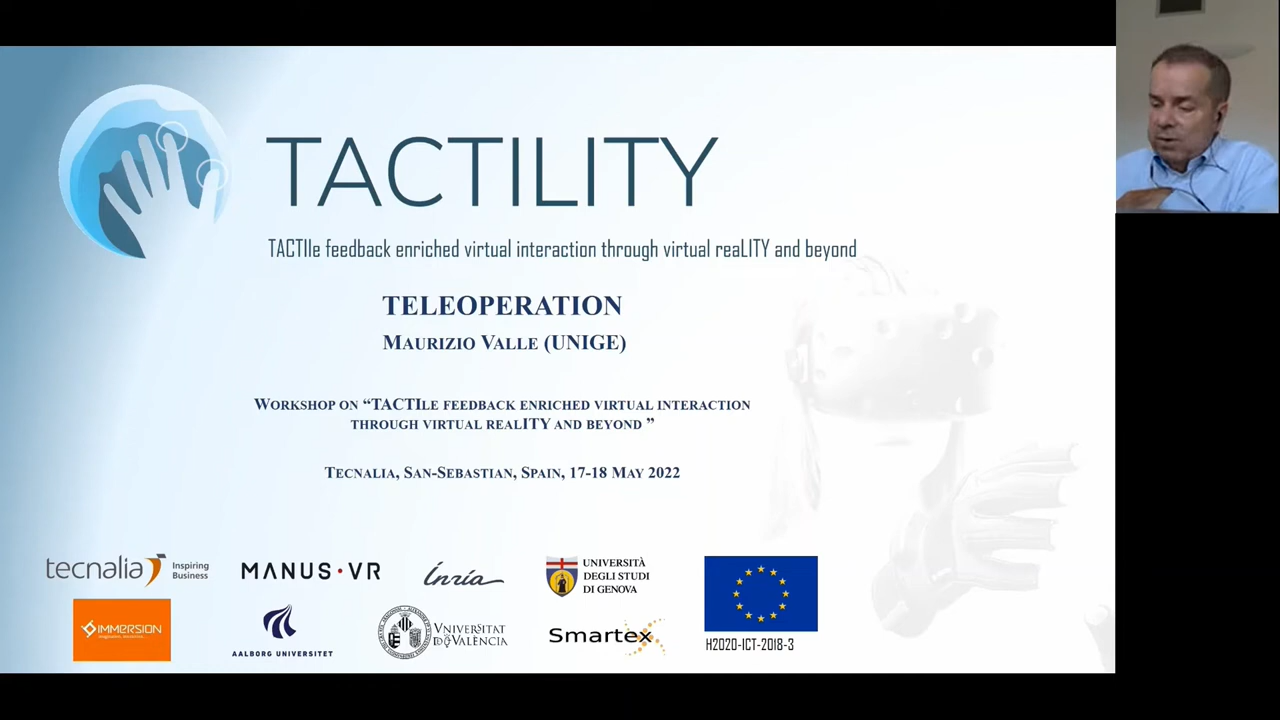 TACTILITY
TACTIle feedback enriched virtual interaction through virtual reaLITY and beyond
TELEOPERATION
MAURIZIO VALLE (UNIGE)
WORKSHOP ON “TACTILE FEEDBACK ENRICHED VIRTUAL INTERACTION
THROUGH VIRTUAL REALITY AND BEYOND ”
TECNALIA, SAN-SEBASTIAN, SPAIN, 17-18 MAY 2022
tecnalia Inspiring
Business
MANUS VR
Inria
UNIVERSITÀ
DEGLI STUDI
DI GENOVA
IMMERSION
AALBORG UNIVERSITET
VNIVERSITAT
DE VALÈNCIA
Smartex
H2020-ICT-2018-3